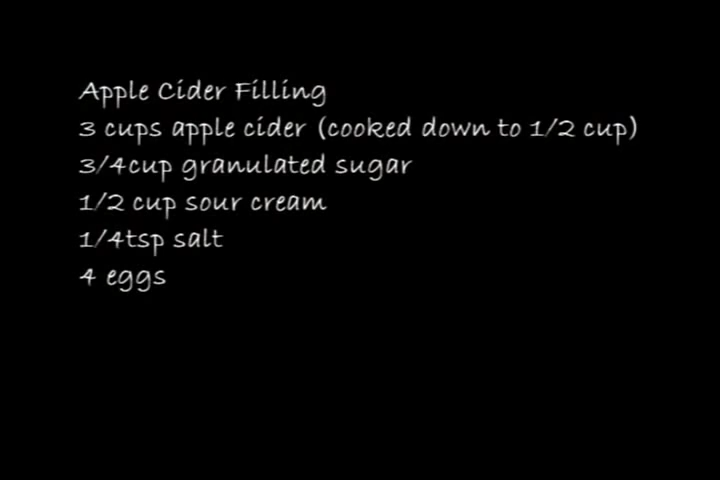 Apple Cider Filling
3 cups apple cider (cooked down to 1/2 cup)
3/4cup granulated sugar
1/2 cup sour cream
1/4tsp salt
4 eggs